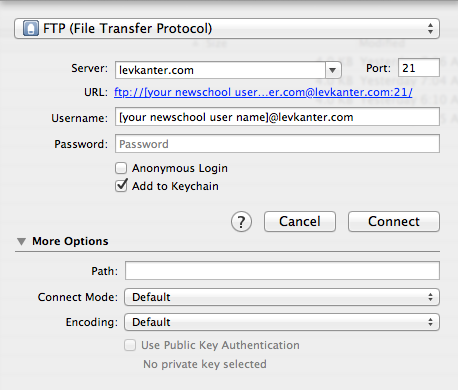 FTP (File Transfer Protocol)
Server: levkanter.com Port: 21
URL: ftp://[your newschool user...er.com@levkanter.com:21/
Username: [your newschool user name]@levkanter.com
Password: Password
Anonymous Login
Add to Keychain
? Cancel Connect
More Options
Path:
Connect Mode: Default
Encoding: Default
Use Public Key Authentication
No private key selected